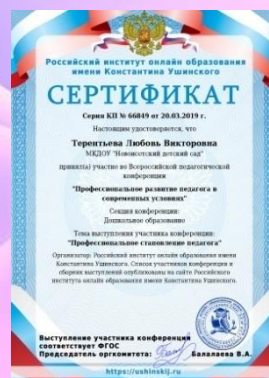 Российский институт онлайн образования
имени Константина Ушинского
СЕРТИФИКАТ
Серия КП № 66849 от 20.03.2019 г.
Настоящим удостоверяется, что
Терентьева Любовь Викторовна
МКДОУ "Новоисетский детский сад"
принял(а) участие во Всероссийской педагогической
конференции
"Профессиональное развитие педагога в
современных условиях"
Секция конференции:
Дошкольное образование
Тема выступления участника конференции:
"Профессиональное становление педагога"
Организатор: Российский институт онлайн образования имени
Константина Ушинского. Список участников конференции и
сборник выступлений опубликованы на сайте Российского
института онлайн образования имени Константина Ушинского.
Выступление участника конференции
соответствует ФГОС
Председатель оргкомитета: Балалаева В.А.
https://ushinskij.ru